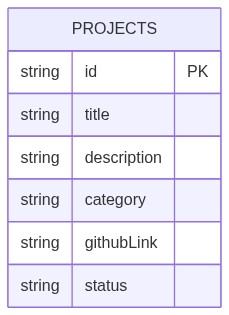 PROJECTS
string id PK
string title
string description
string category
string githubLink
string status